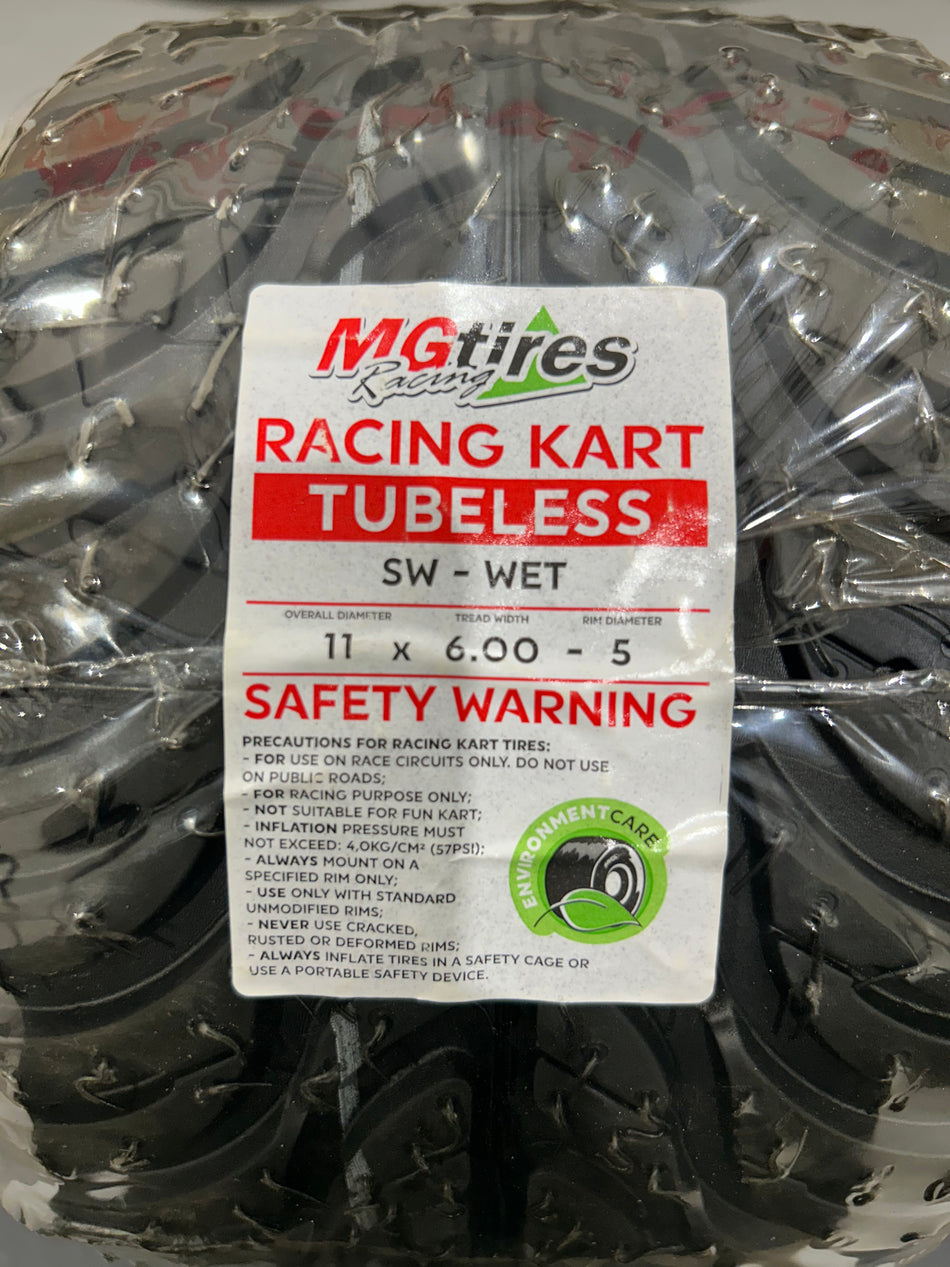 MGtires
Racing
RACING KART
TUBELESS
SW - WET
OVERALL DIAMETER TREAD WIDTH RIM DIAMETER
11 x 6.00 - 5
SAFETY WARNING
PRECAUTIONS FOR RACING KART TIRES:
- FOR USE ON RACE CIRCUITS ONLY. DO NOT USE
ON PUBLIC ROADS;
- FOR RACING PURPOSE ONLY;
- NOT SUITABLE FOR FUN KART;
- INFLATION PRESSURE MUST
NOT EXCEED: 4,0KG/CM² (57PSI);
- ALWAYS MOUNT ON A
SPECIFIED RIM ONLY;
- USE ONLY WITH STANDARD
UNMODIFIED RIMS;
- NEVER USE CRACKED,
RUSTED OR DEFORMED RIMS;
- ALWAYS INFLATE TIRES IN A SAFETY CAGE OR
USE A PORTABLE SAFETY DEVICE.
ENVIRONMENTCARE